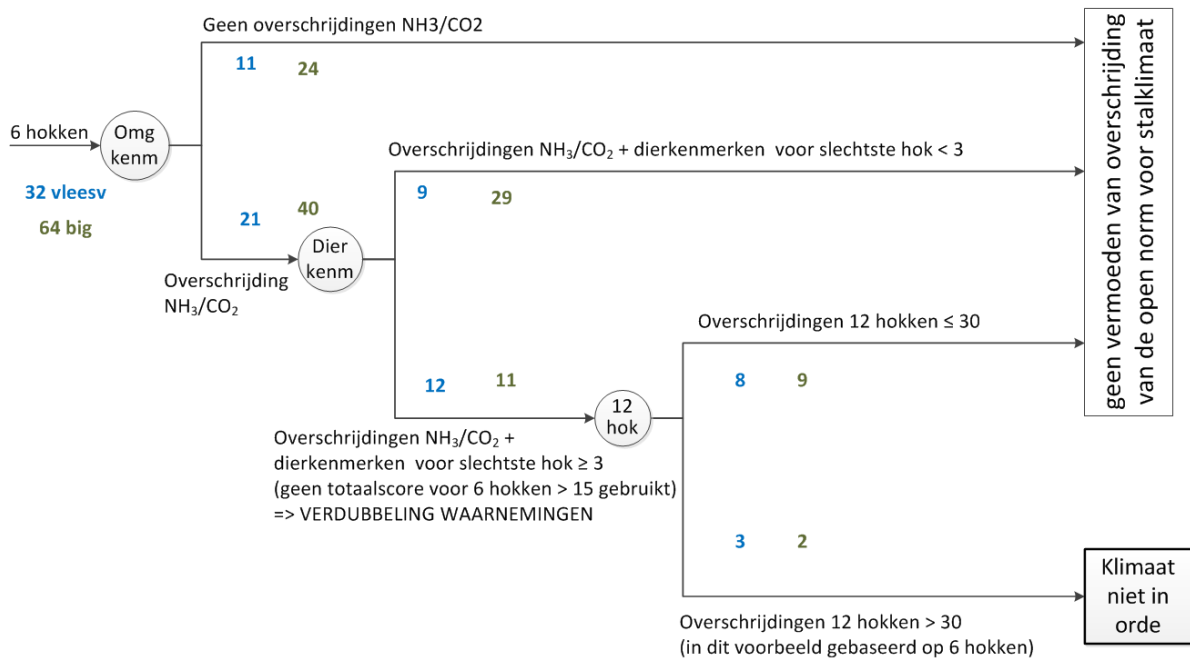 Geen overschrijdingen NH3/CO2
11 24
6 hokken
Omg
kenm
32 vleesv
64 big
Overschrijdingen NH₃/CO₂ + dierkenmerken voor slechtste hok < 3
9 29
21 40
Dier
kenm
Overschrijding
NH₃/CO₂
Overschrijdingen 12 hokken ≤ 30
8 9
12 11
12
hok
Overschrijdingen NH₃/CO₂ +
dierkenmerken voor slechtste hok ≥ 3
(geen totaalscore voor 6 hokken > 15 gebruikt)
=> VERDUBBELING WAARNEMINGEN
3 2
Overschrijdingen 12 hokken > 30
(in dit voorbeeld gebaseerd op 6 hokken)
geen vermoeden van overschrijding
van de open norm voor stalklimaat
Klimaat
niet in
orde